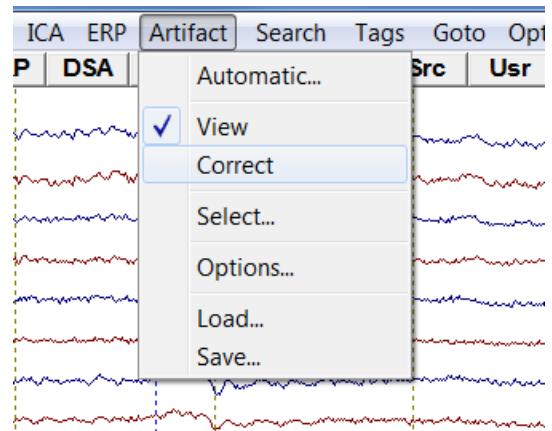 ICA ERP Artifact Search Tags Goto Opt
P DSA Src Usr
Automatic...
View
Correct
Select...
Options...
Load...
Save...